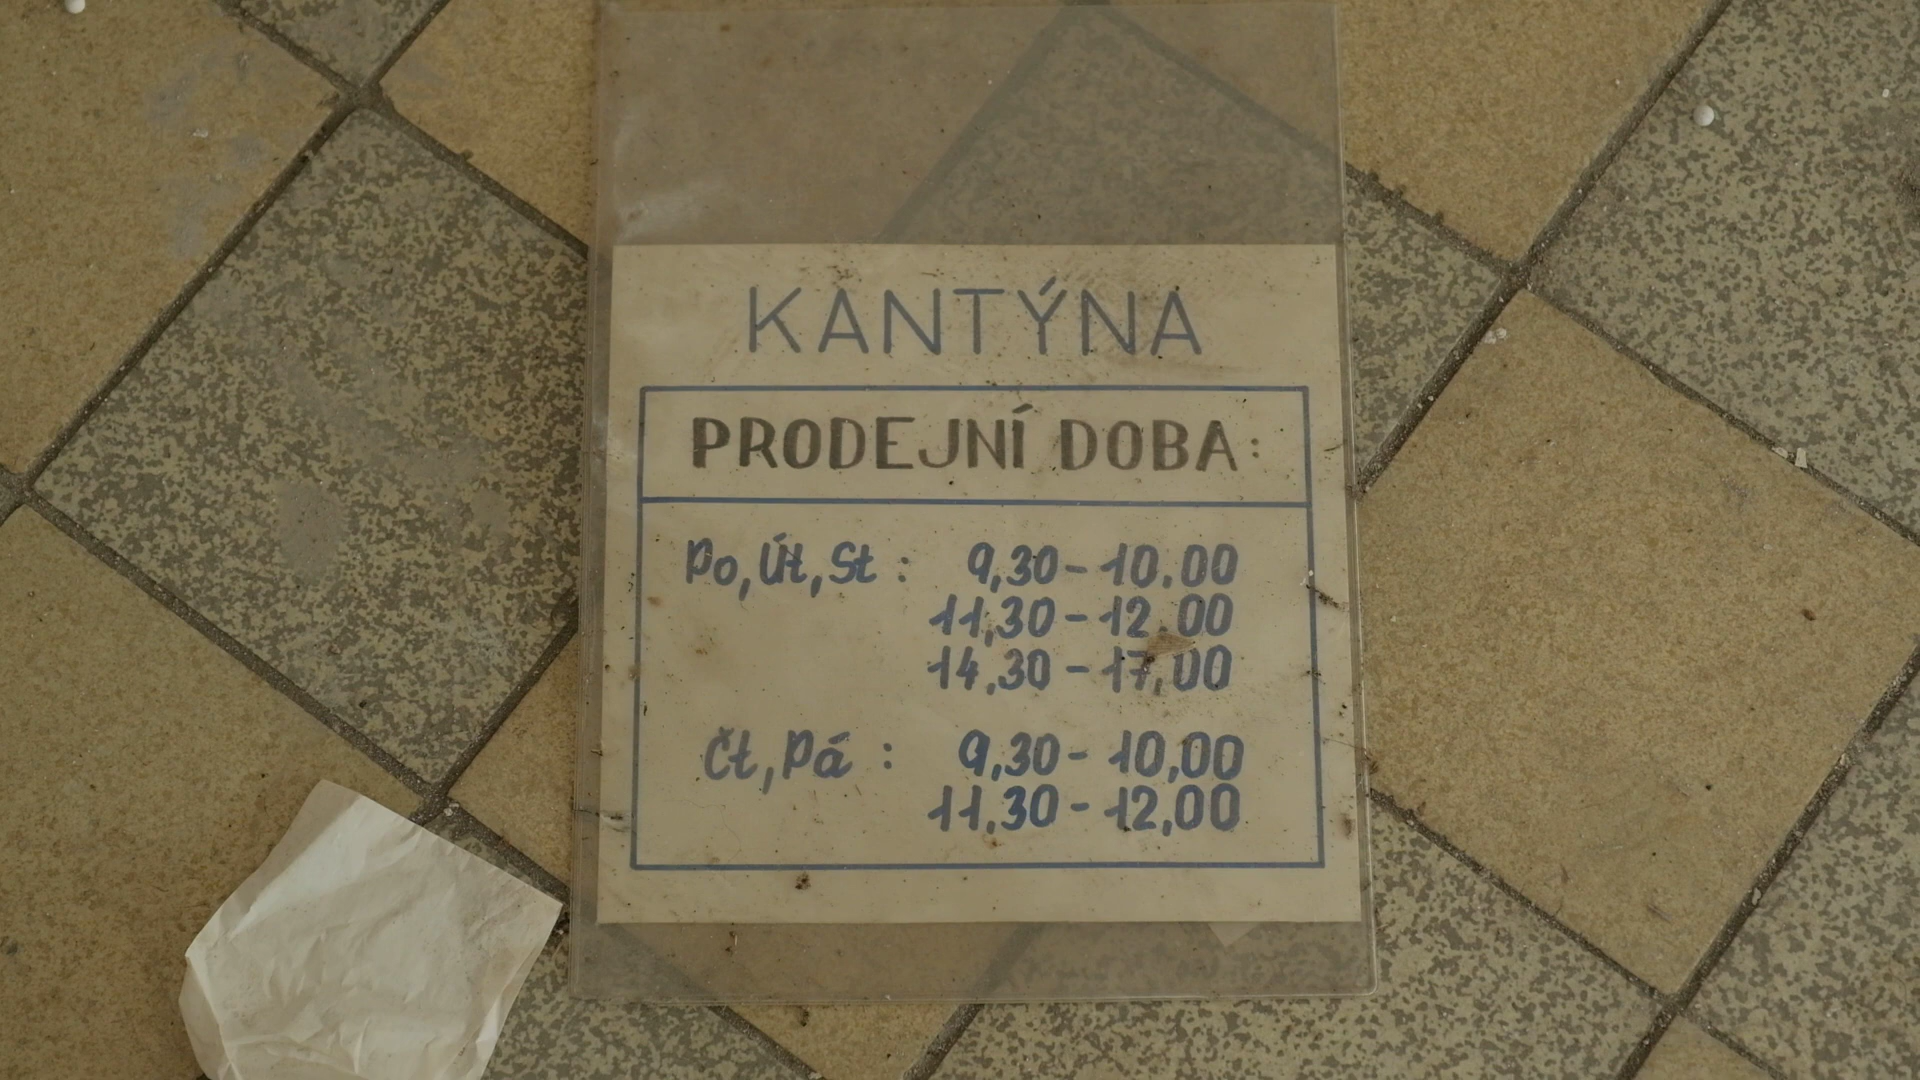 KANTÝNA
PRODEJNÍ DOBA:
Po, Út, St : 9,30 - 10.00
11,30 - 12.00
14,30 - 17,00
Čt, Pá : 9,30 - 10,00
11,30 - 12,00